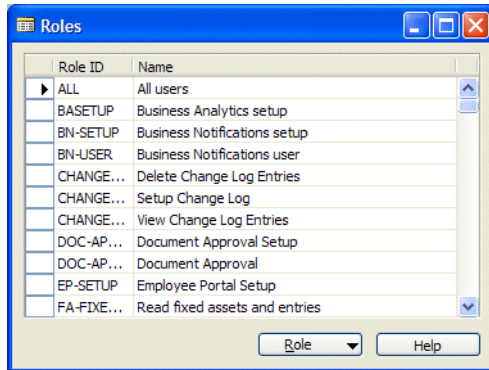 Roles
Role ID Name
ALL All users
BASETUP Business Analytics setup
BN-SETUP Business Notifications setup
BN-USER Business Notifications user
CHANGE... Delete Change Log Entries
CHANGE... Setup Change Log
CHANGE... View Change Log Entries
DOC-AP... Document Approval Setup
DOC-AP... Document Approval
EP-SETUP Employee Portal Setup
FA-FIXE... Read fixed assets and entries
Role Help